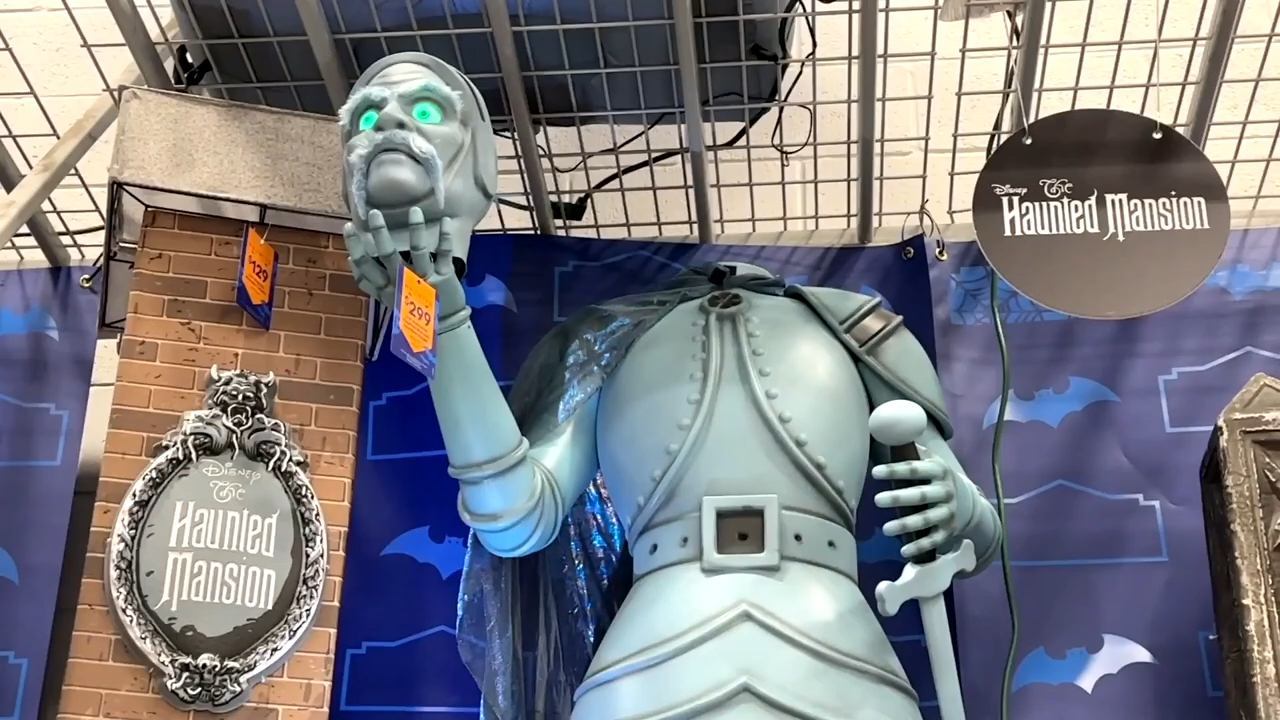 Disney
The
Haunted Mansion
$129
$299
Disney
The
Haunted
Mansion